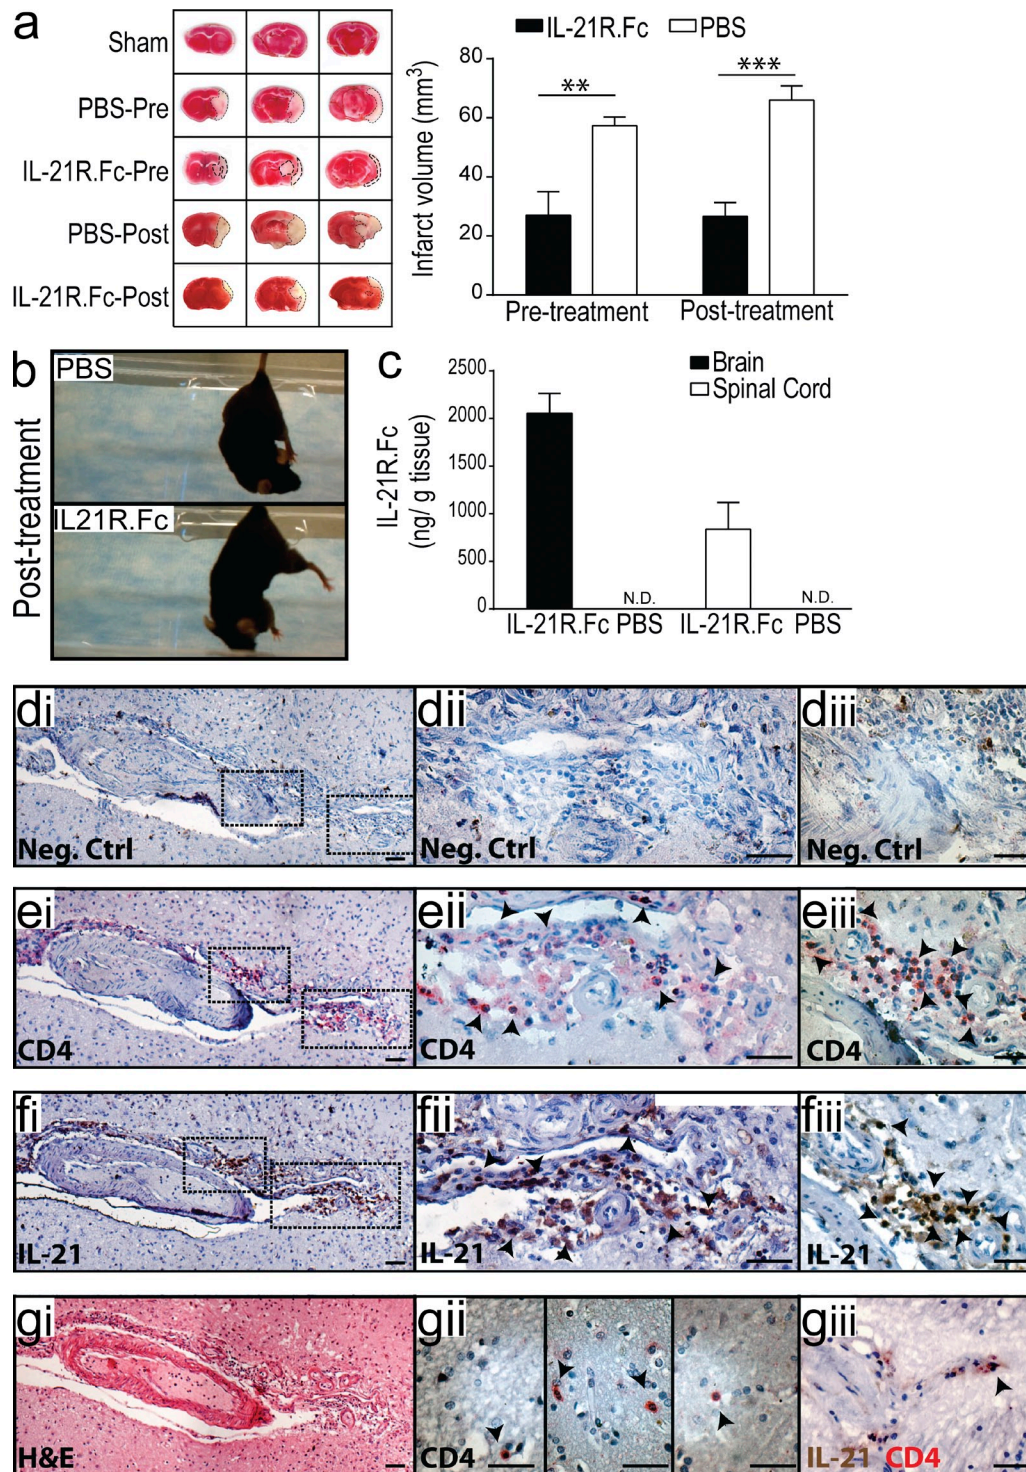 a
Sham
PBS-Pre
IL-21R.Fc-Pre
PBS-Post
IL-21R.Fc-Post
IL-21R.Fc PBS
Infarct volume (mm3)
80
60
40
20
0
** ***
Pre-treatment Post-treatment
b
Post-treatment
PBS
IL21R.Fc
c
Brain
Spinal Cord
IL-21R.Fc
(ng/ g tissue)
2500
2000
1500
1000
500
0
N.D. N.D.
IL-21R.Fc PBS IL-21R.Fc PBS
di dii diii
Neg. Ctrl Neg. Ctrl Neg. Ctrl
ei eii eiii
CD4 CD4 CD4
fi fii fiii
IL-21 IL-21 IL-21
gi gii giii
H&E CD4 IL-21 CD4